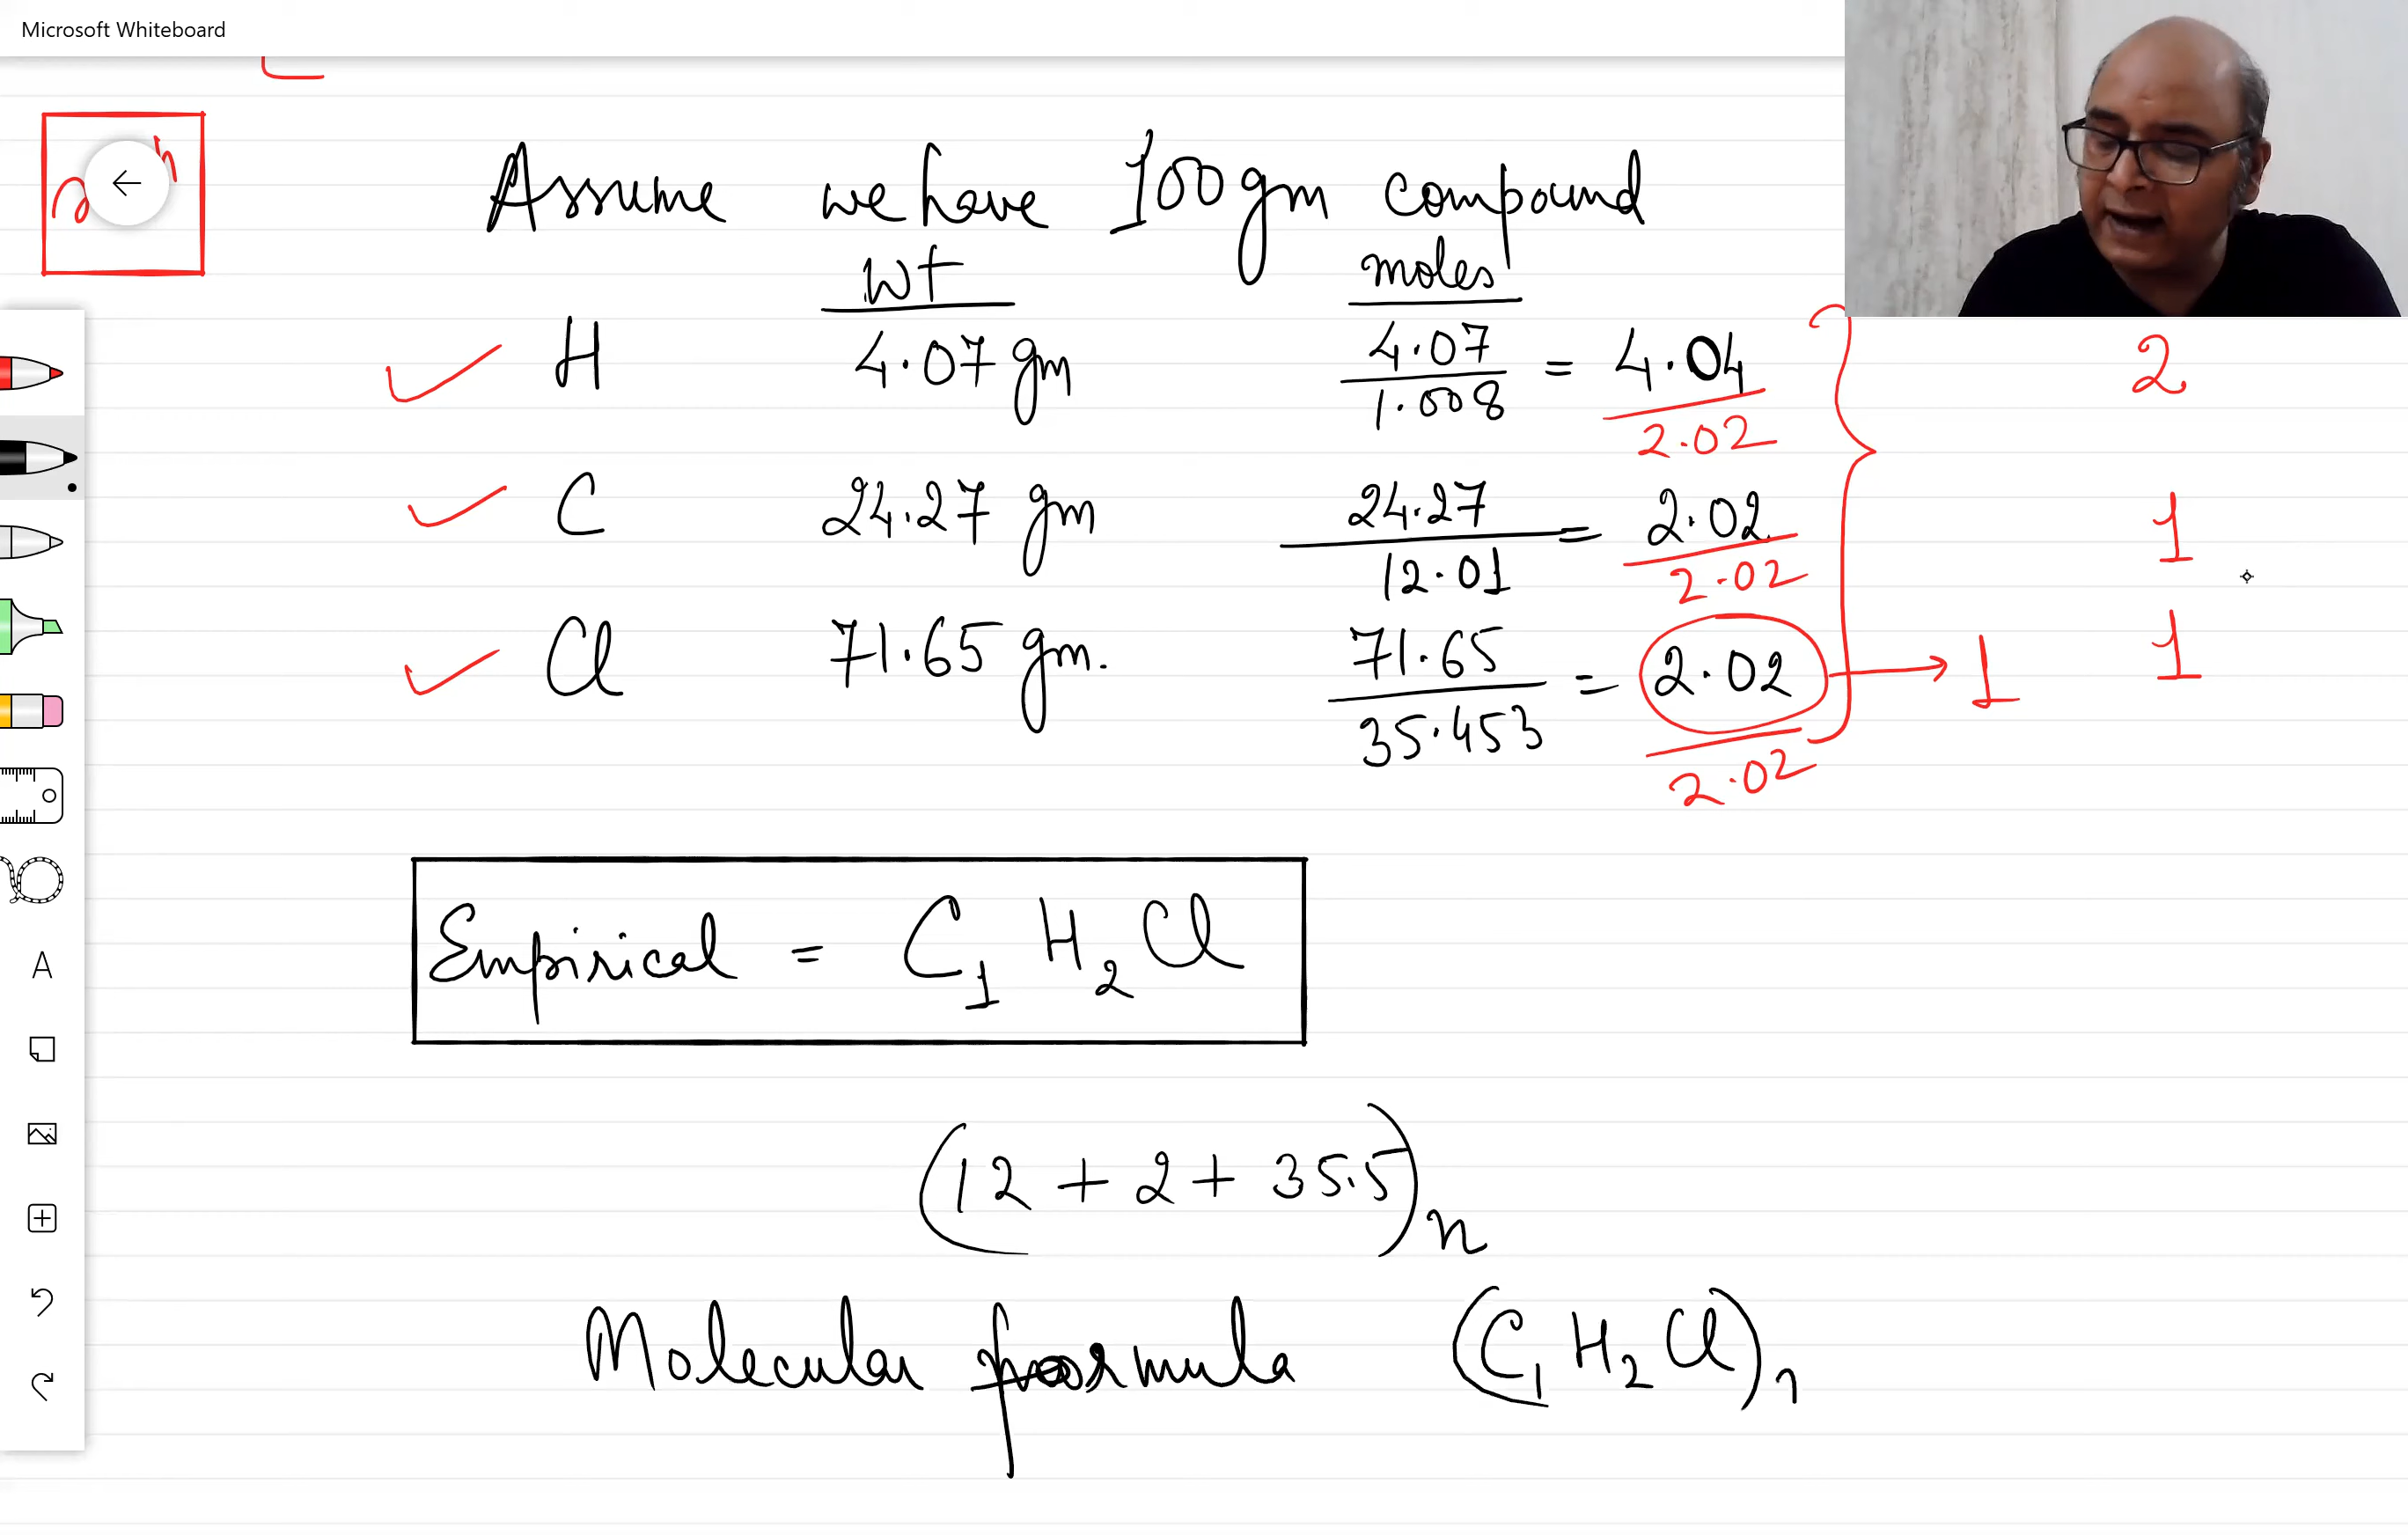 Microsoft Whiteboard
Assume we have 100gm compound
wt moles
H 4.07 gm 4.07/1.008 = 4.04/2.02 2
C 24.27 gm 24.27/12.01 = 2.02/2.02 1
Cl 71.65 gm. 71.65/35.453 = 2.02/2.02 → 1 1
Empirical = C₁ H₂ Cl
(12 + 2 + 35.5)n
Molecular formula (C₁ H₂ Cl)n
A